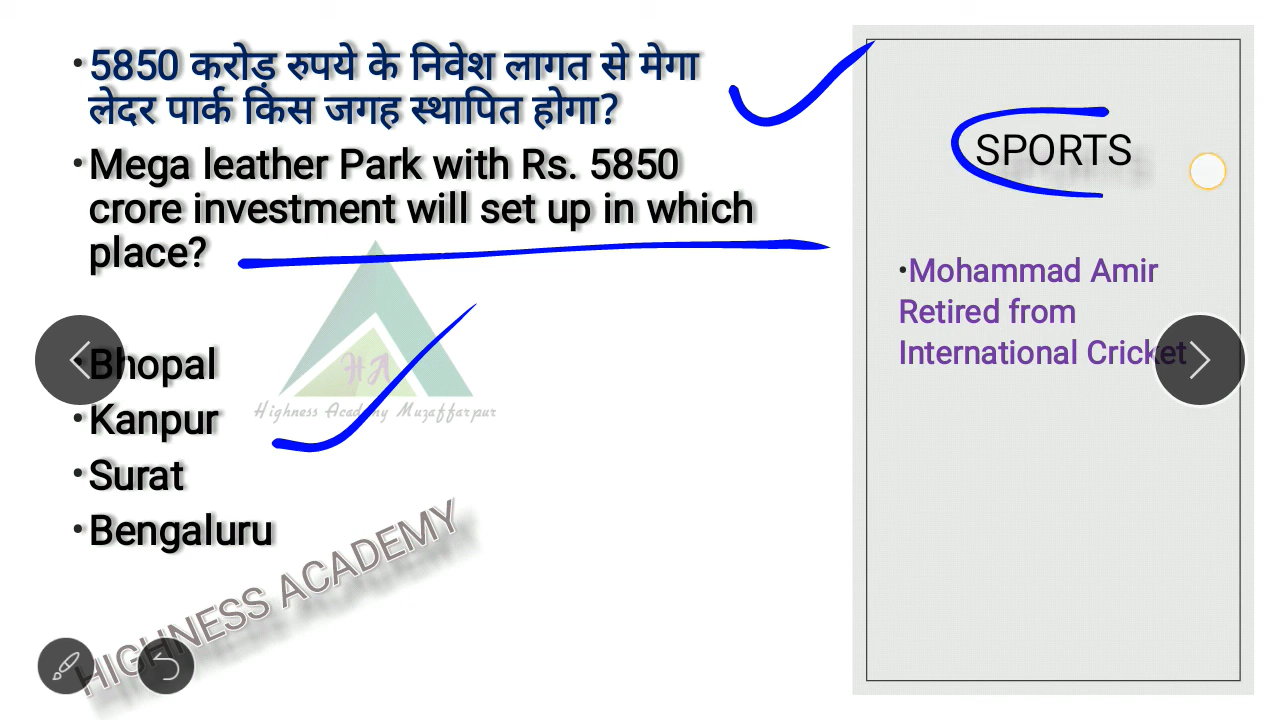 •5850 करोड़ रुपये के निवेश लागत से मेगा
लेदर पार्क किस जगह स्थापित होगा?
•Mega leather Park with Rs. 5850
crore investment will set up in which
place?
•Bhopal
•Kanpur
•Surat
•Bengaluru
HA
Highness Academy Muzaffarpur
HIGHNESS ACADEMY
SPORTS
•Mohammad Amir
Retired from
International Cricket